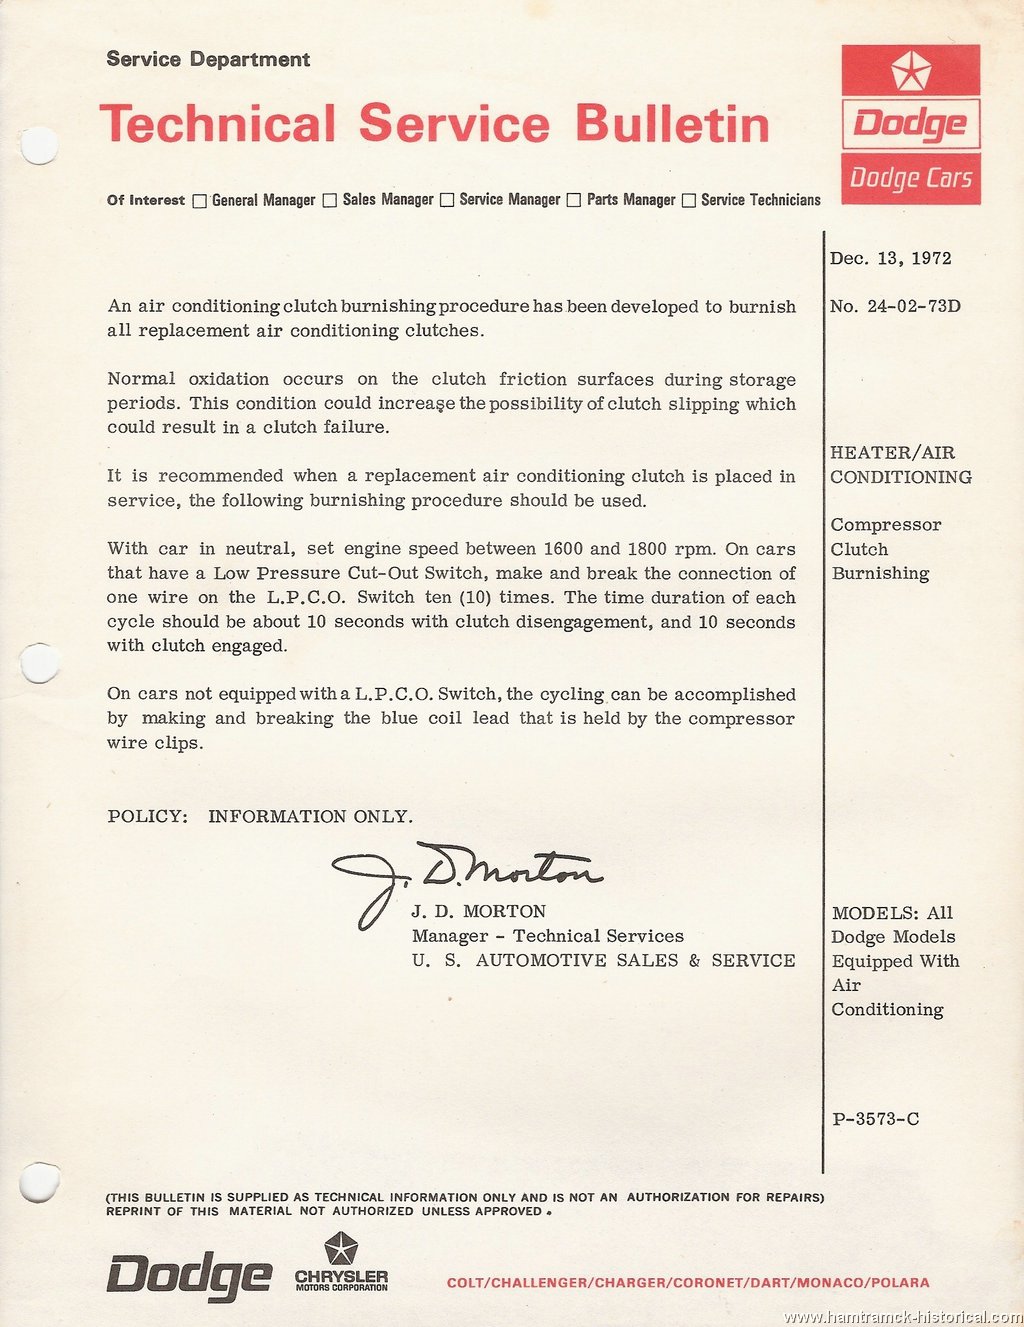 Service Department
Technical Service Bulletin
Dodge
Dodge Cars
Of Interest □ General Manager □ Sales Manager □ Service Manager □ Parts Manager □ Service Technicians
Dec. 13, 1972
An air conditioning clutch burnishing procedure has been developed to burnish
all replacement air conditioning clutches.
No. 24-02-73D
Normal oxidation occurs on the clutch friction surfaces during storage
periods. This condition could increase the possibility of clutch slipping which
could result in a clutch failure.
It is recommended when a replacement air conditioning clutch is placed in
service, the following burnishing procedure should be used.
HEATER/AIR
CONDITIONING
Compressor
Clutch
Burnishing
With car in neutral, set engine speed between 1600 and 1800 rpm. On cars
that have a Low Pressure Cut-Out Switch, make and break the connection of
one wire on the L.P.C.O. Switch ten (10) times. The time duration of each
cycle should be about 10 seconds with clutch disengagement, and 10 seconds
with clutch engaged.
On cars not equipped with a L.P.C.O. Switch, the cycling can be accomplished
by making and breaking the blue coil lead that is held by the compressor
wire clips.
POLICY: INFORMATION ONLY.
J. D. Morton
J. D. MORTON
Manager - Technical Services
U. S. AUTOMOTIVE SALES & SERVICE
MODELS: All
Dodge Models
Equipped With
Air
Conditioning
P-3573-C
(THIS BULLETIN IS SUPPLIED AS TECHNICAL INFORMATION ONLY AND IS NOT AN AUTHORIZATION FOR REPAIRS)
REPRINT OF THIS MATERIAL NOT AUTHORIZED UNLESS APPROVED.
Dodge
CHRYSLER
MOTORS CORPORATION
COLT/CHALLENGER/CHARGER/CORONET/DART/MONACO/POLARA
www.hamtramck-historical.com